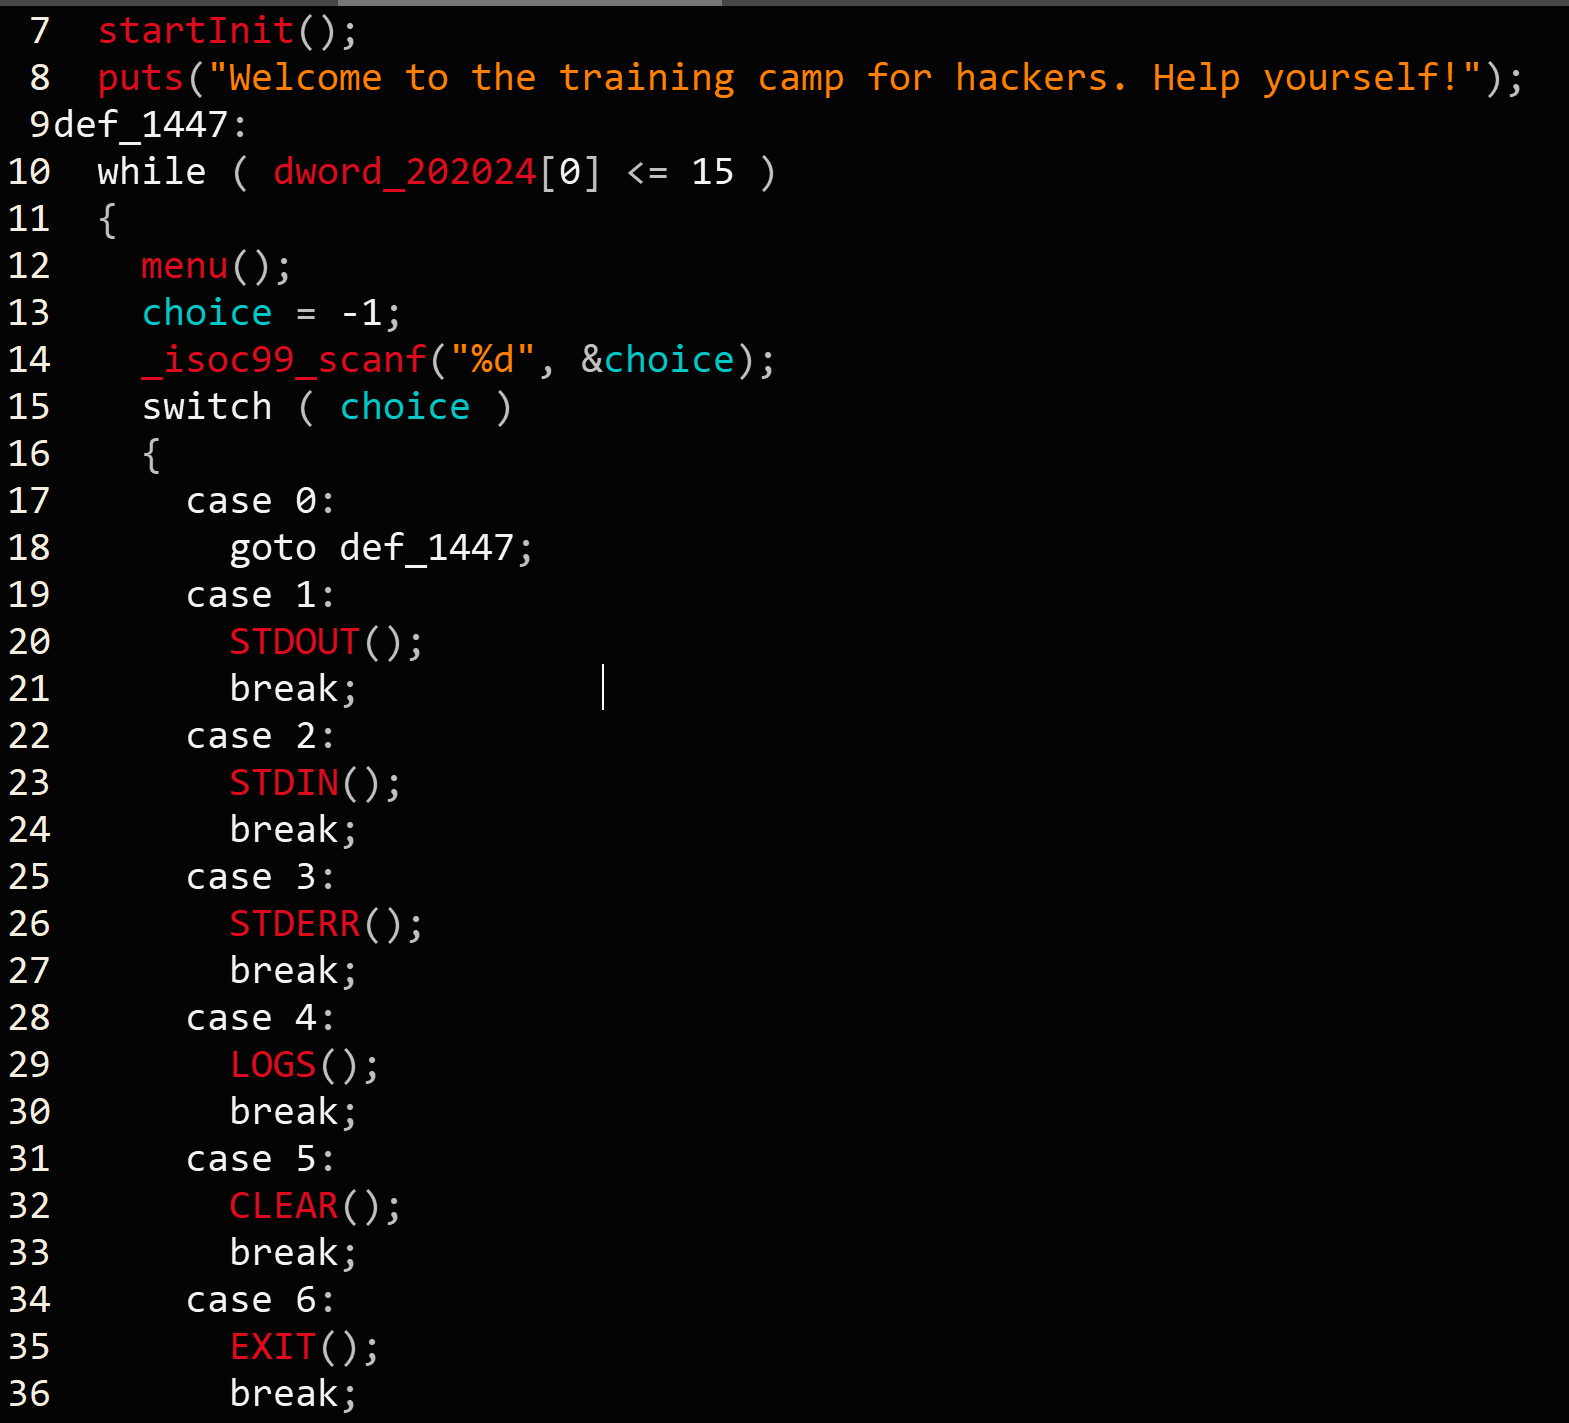 7 startInit();
8 puts("Welcome to the training camp for hackers. Help yourself!");
9 def_1447:
10 while ( dword_202024[0] <= 15 )
11 {
12 menu();
13 choice = -1;
14 _isoc99_scanf("%d", &choice);
15 switch ( choice )
16 {
17 case 0:
18 goto def_1447;
19 case 1:
20 STDOUT();
21 break;
22 case 2:
23 STDIN();
24 break;
25 case 3:
26 STDERR();
27 break;
28 case 4:
29 LOGS();
30 break;
31 case 5:
32 CLEAR();
33 break;
34 case 6:
35 EXIT();
36 break;